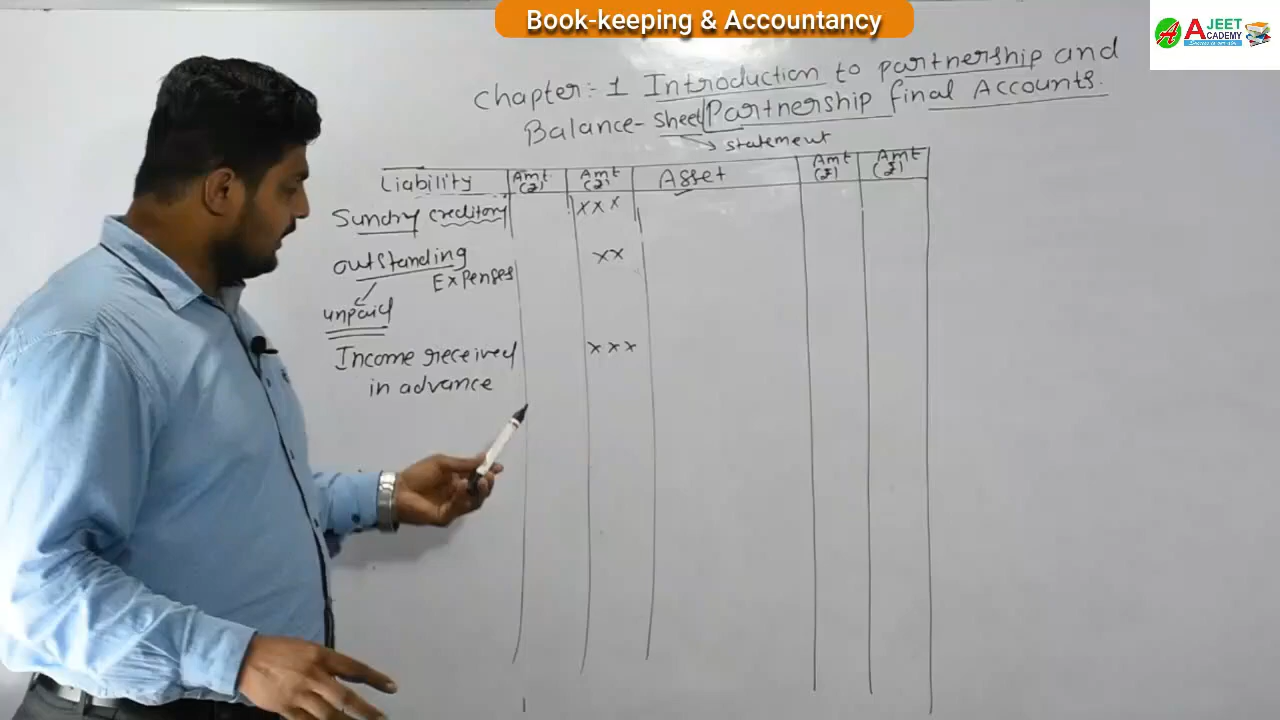 Book-keeping & Accountancy
AJEET
ACADEMY
Chapter:- 1 Introduction to partnership and
Balance-Sheet/Partnership final Accounts.
→ statement
Liability Amt. (₹) Amt (₹) Asset Amt (₹) Amt (₹)
Sundry creditors xxx
outstanding xx
Expenses
unpaid
Income received xxx
in advance